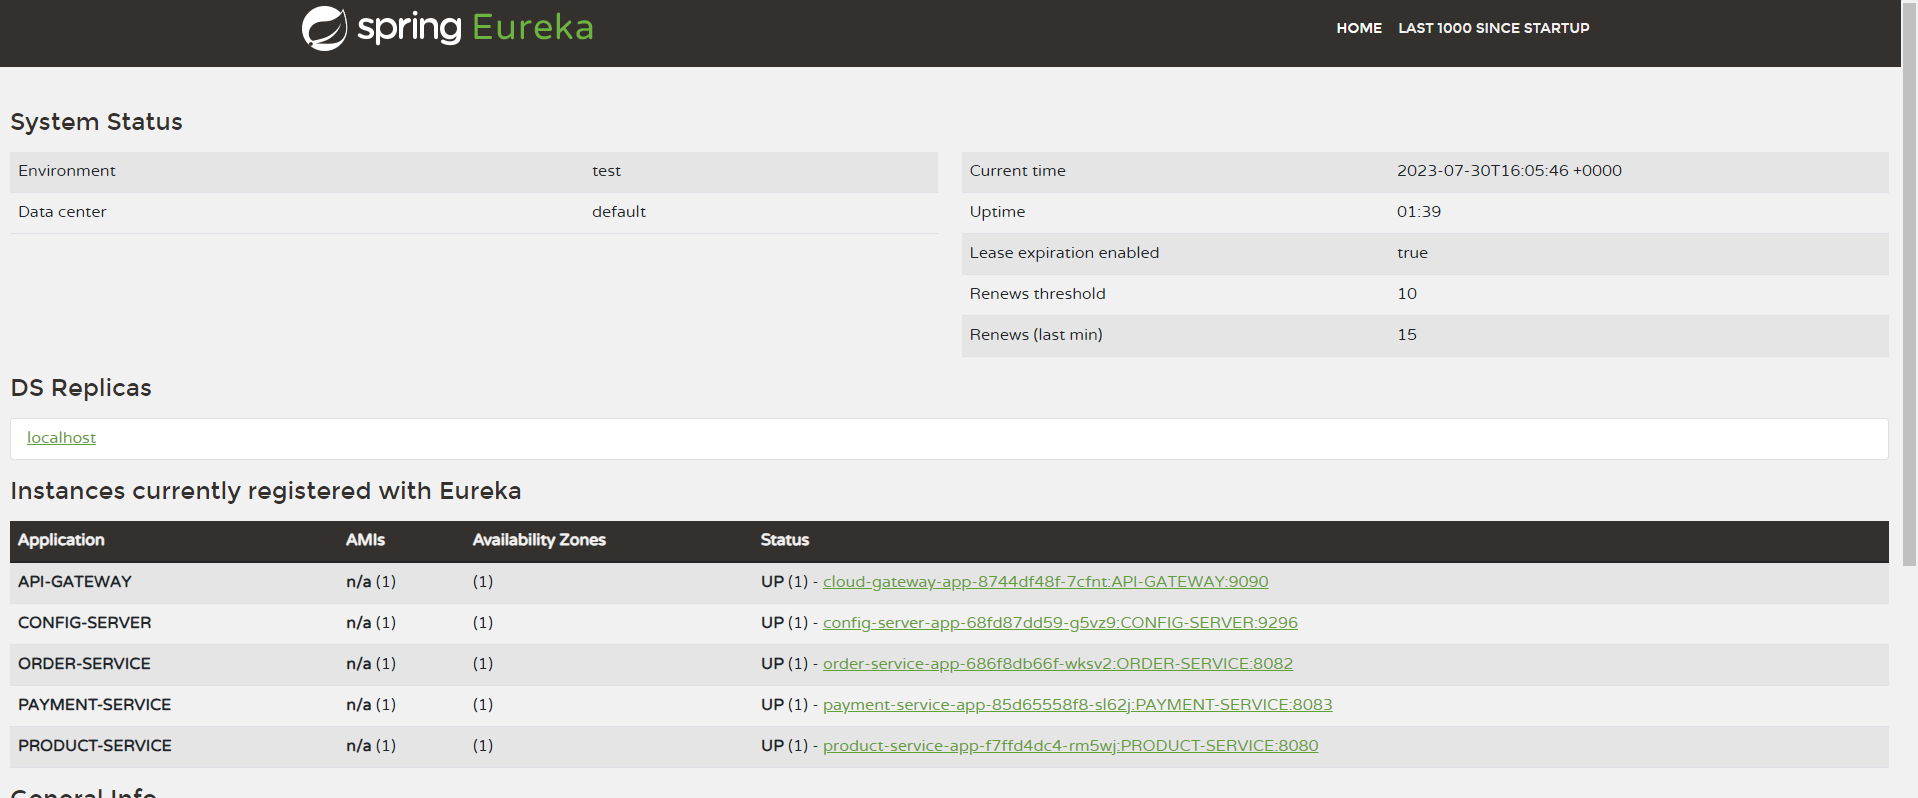 spring Eureka
HOME LAST 1000 SINCE STARTUP
System Status
Environment test
Data center default
Current time 2023-07-30T16:05:46 +0000
Uptime 01:39
Lease expiration enabled true
Renews threshold 10
Renews (last min) 15
DS Replicas
localhost
Instances currently registered with Eureka
Application AMIs Availability Zones Status
API-GATEWAY n/a (1) (1) UP (1) - cloud-gateway-app-8744df48f-7cfnt:API-GATEWAY:9090
CONFIG-SERVER n/a (1) (1) UP (1) - config-server-app-68fd87dd59-g5vz9:CONFIG-SERVER:9296
ORDER-SERVICE n/a (1) (1) UP (1) - order-service-app-686f8db66f-wksv2:ORDER-SERVICE:8082
PAYMENT-SERVICE n/a (1) (1) UP (1) - payment-service-app-85d65558f8-sl62j:PAYMENT-SERVICE:8083
PRODUCT-SERVICE n/a (1) (1) UP (1) - product-service-app-f7ffd4dc4-rm5wj:PRODUCT-SERVICE:8080
General Info